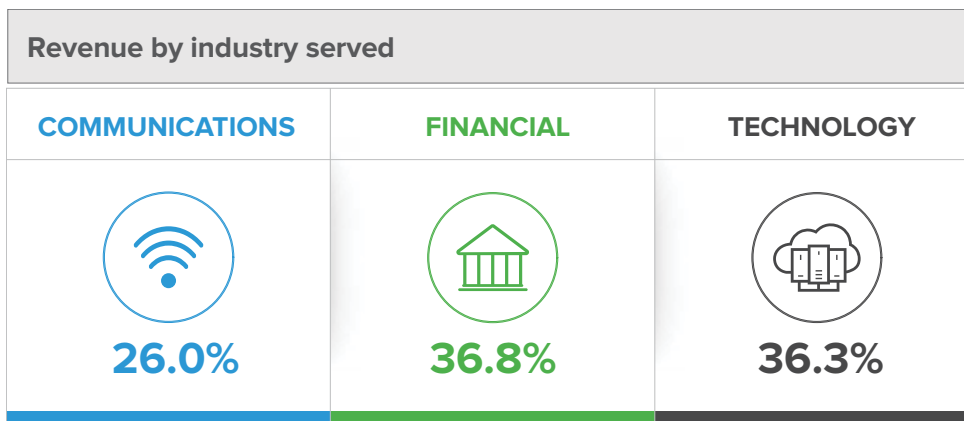 Revenue by industry served
COMMUNICATIONS
FINANCIAL
TECHNOLOGY
26.0%
36.8%
36.3%